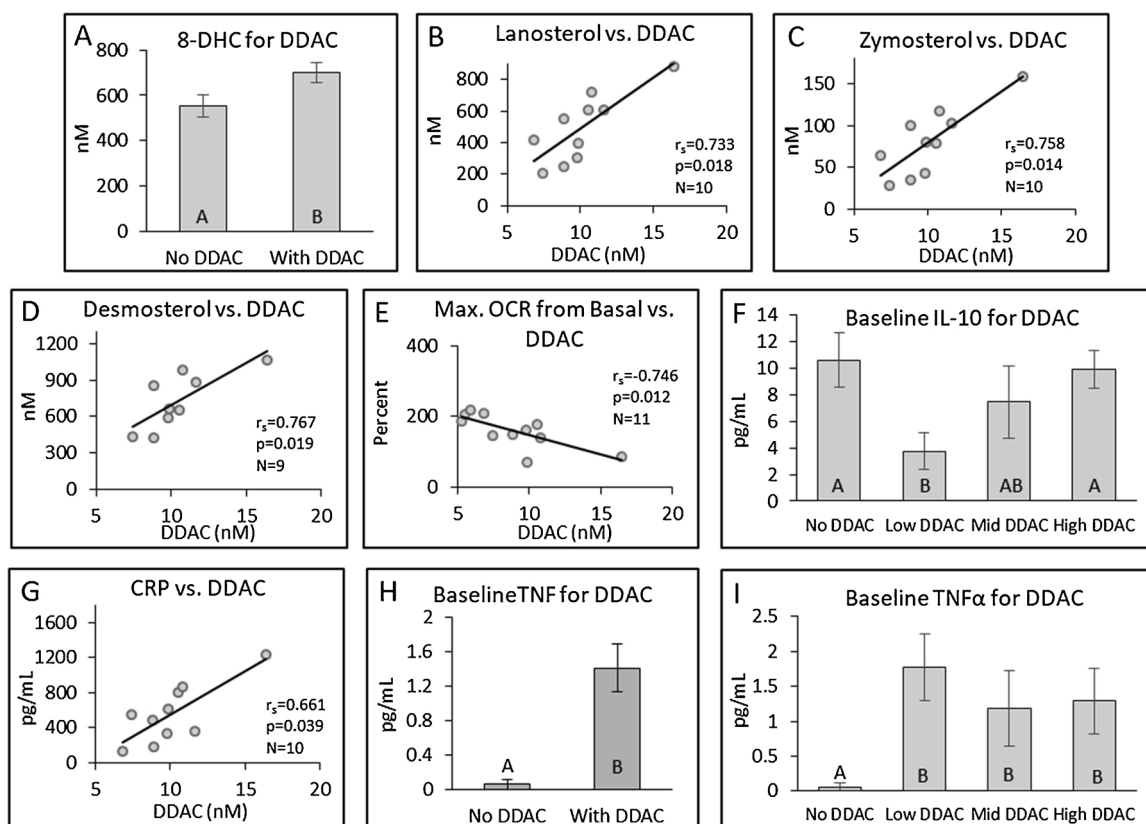 A
8-DHC for DDAC
800
600
400
200
0
nM
A
B
No DDAC
With DDAC
B
Lanosterol vs. DDAC
800
600
400
200
0
nM
rs=0.733
p=0.018
N=10
5
10
15
20
DDAC (nM)
C
Zymosterol vs. DDAC
150
100
50
0
nM
rs=0.758
p=0.014
N=10
5
10
15
20
DDAC (nM)
D
Desmosterol vs. DDAC
1200
900
600
300
0
nM
rs=0.767
p=0.019
N=9
5
10
15
20
DDAC (nM)
E
Max. OCR from Basal vs.
DDAC
400
200
0
Percent
rs=-0.746
p=0.012
N=11
5
10
15
20
DDAC (nM)
F
Baseline IL-10 for DDAC
14
12
10
8
6
4
2
0
pg/mL
A
B
AB
A
No DDAC
Low DDAC
Mid DDAC
High DDAC
G
CRP vs. DDAC
1600
1200
800
400
0
pg/mL
rs=0.661
p=0.039
N=10
5
10
15
20
DDAC (nM)
H
BaselineTNF for DDAC
2
1.6
1.2
0.8
0.4
0
pg/mL
A
B
No DDAC
With DDAC
I
Baseline TNFα for DDAC
2.5
2
1.5
1
0.5
0
pg/mL
A
B
B
B
No DDAC
Low DDAC
Mid DDAC
High DDAC